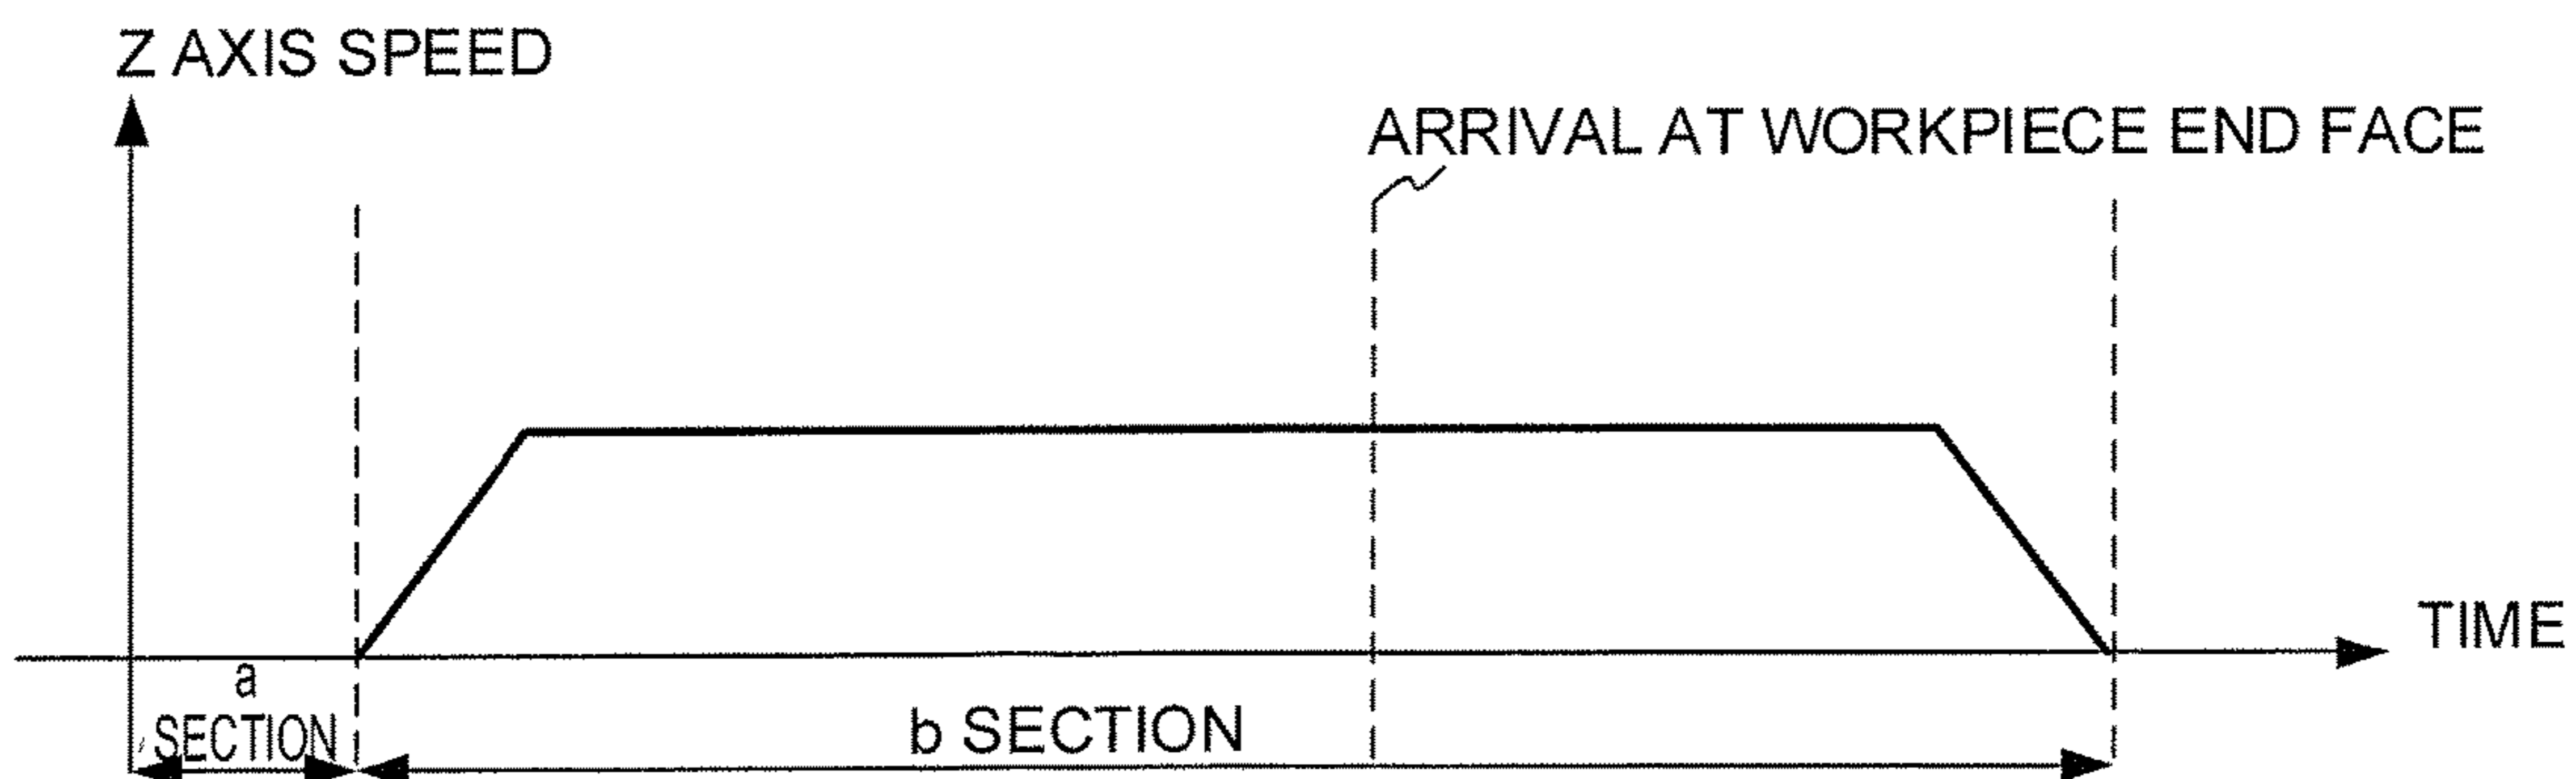 Z AXIS SPEED
ARRIVAL AT WORKPIECE END FACE
TIME
a
SECTION
b SECTION